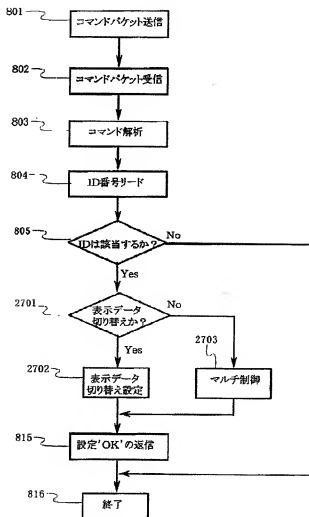 801
コマンドパケット送信
802
コマンドパケット受信
803
コマンド解析
804
ID番号リード
805
IDは該当するか?
No
Yes
2701
表示データ
切り替えか?
No
Yes
2702
表示データ
切り替え設定
2703
マルチ制御
815
設定'OK'の返信
816
終了